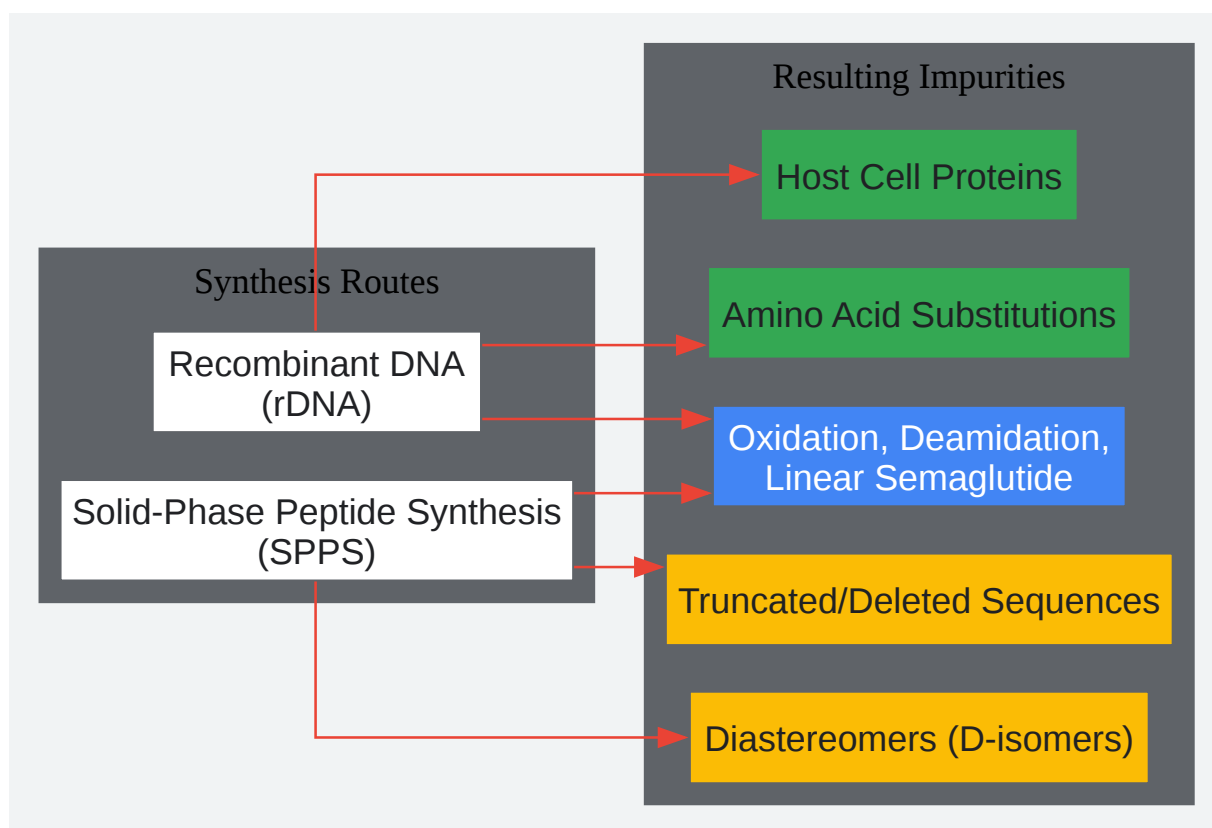 Synthesis Routes
Recombinant DNA
(rDNA)
Solid-Phase Peptide Synthesis
(SPPS)
Resulting Impurities
Host Cell Proteins
Amino Acid Substitutions
Oxidation, Deamidation,
Linear Semaglutide
Truncated/Deleted Sequences
Diastereomers (D-isomers)